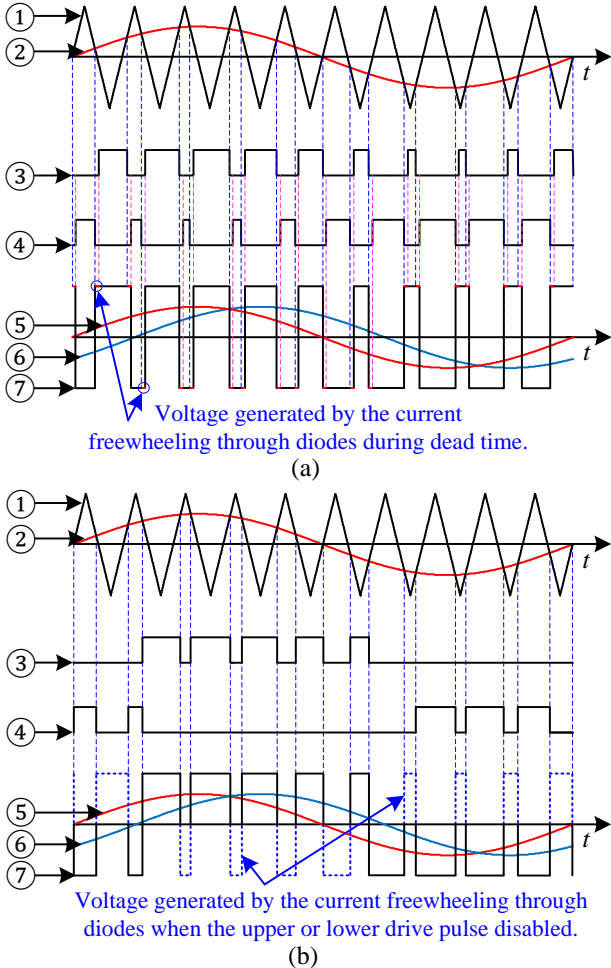 ①
②
t
③
④
⑤
⑥
⑦
Voltage generated by the current
freewheeling through diodes during dead time.
(a)
①
②
t
③
④
⑤
⑥
t
⑦
Voltage generated by the current freewheeling through
diodes when the upper or lower drive pulse disabled.
(b)